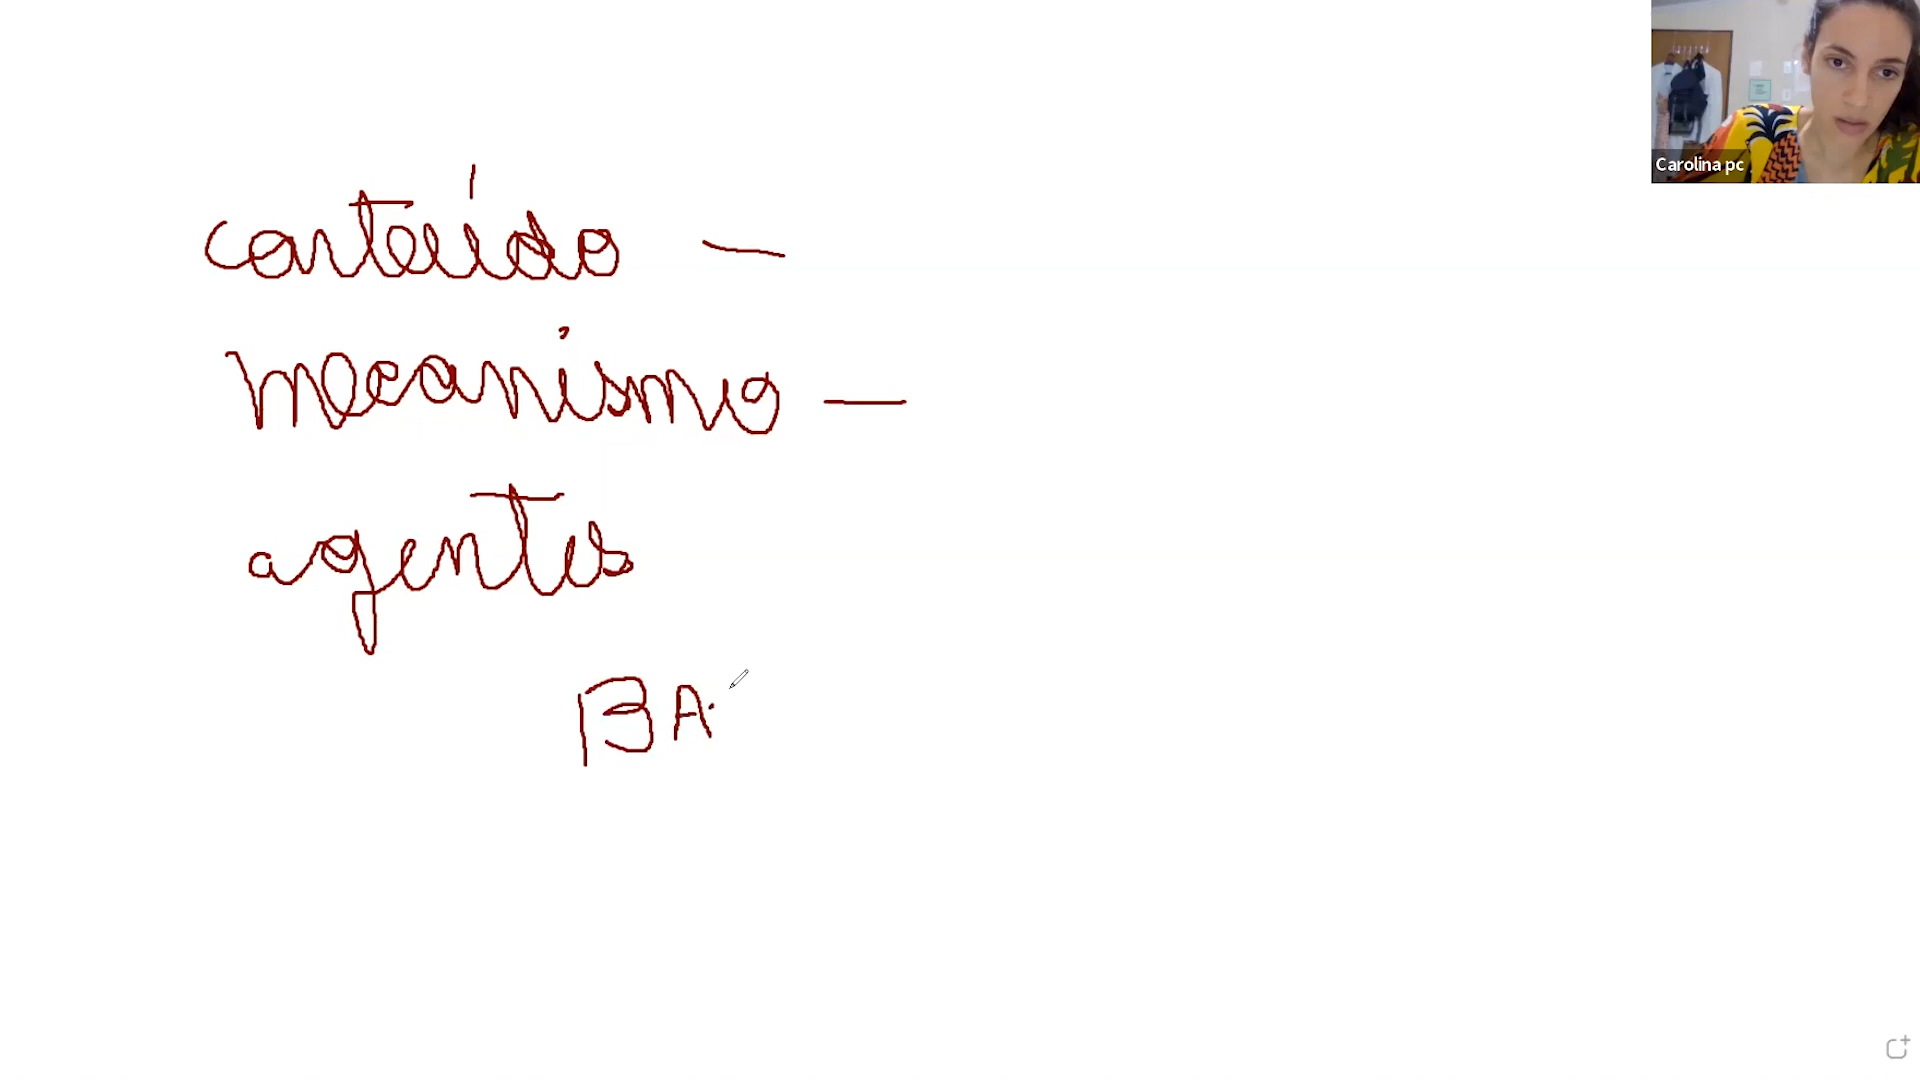 Carolina pc
conteúdo —
mecanismo —
agentes
BA